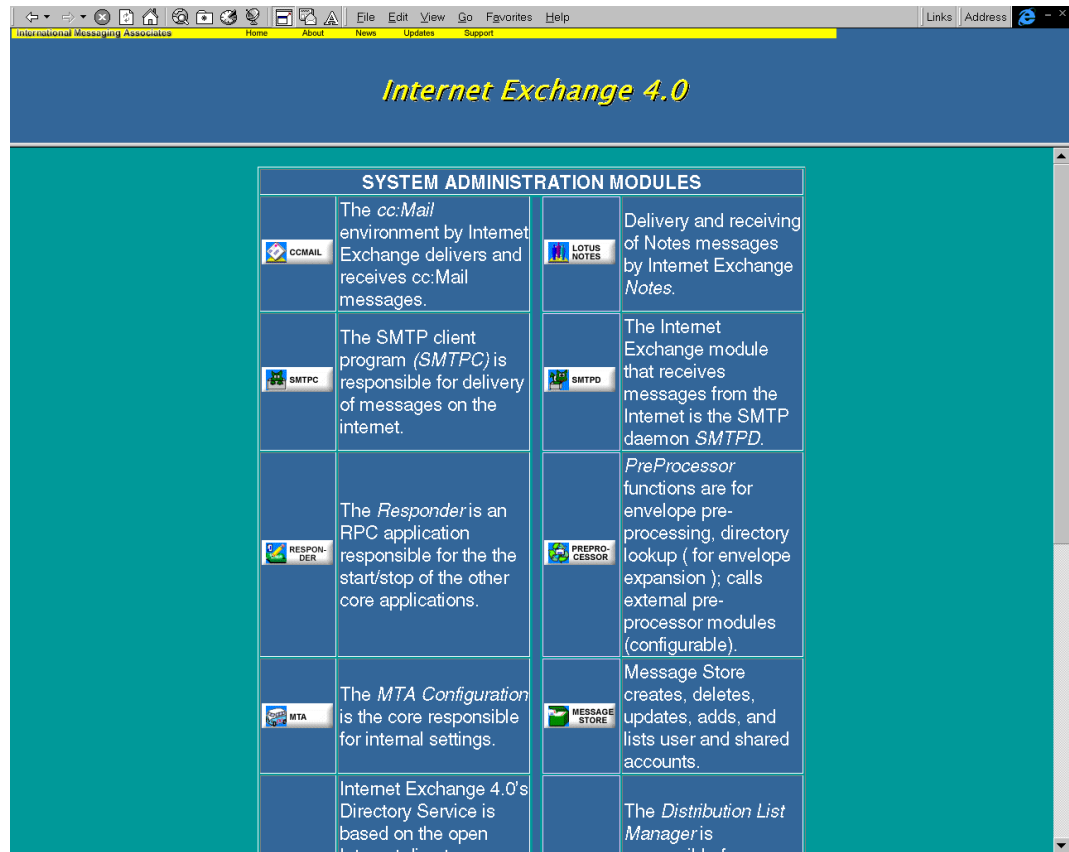 File Edit View Go Favorites Help Links Address
International Messaging Associates Home About News Updates Support
Internet Exchange 4.0
SYSTEM ADMINISTRATION MODULES
CCMAIL
The cc:Mail
environment by Internet
Exchange delivers and
receives cc:Mail
messages.
LOTUS
NOTES
Delivery and receiving
of Notes messages
by Internet Exchange
Notes.
SMTPC
The SMTP client
program (SMTPC) is
responsible for delivery
of messages on the
internet.
SMTPD
The Internet
Exchange module
that receives
messages from the
Internet is the SMTP
daemon SMTPD.
RESPON-
DER
The Responder is an
RPC application
responsible for the the
start/stop of the other
core applications.
PREPRO-
CESSOR
PreProcessor
functions are for
envelope pre-
processing, directory
lookup ( for envelope
expansion ); calls
external pre-
processor modules
(configurable).
MTA
The MTA Configuration
is the core responsible
for internal settings.
MESSAGE
STORE
Message Store
creates, deletes,
updates, adds, and
lists user and shared
accounts.
Internet Exchange 4.0's
Directory Service is
based on the open
The Distribution List
Manager is